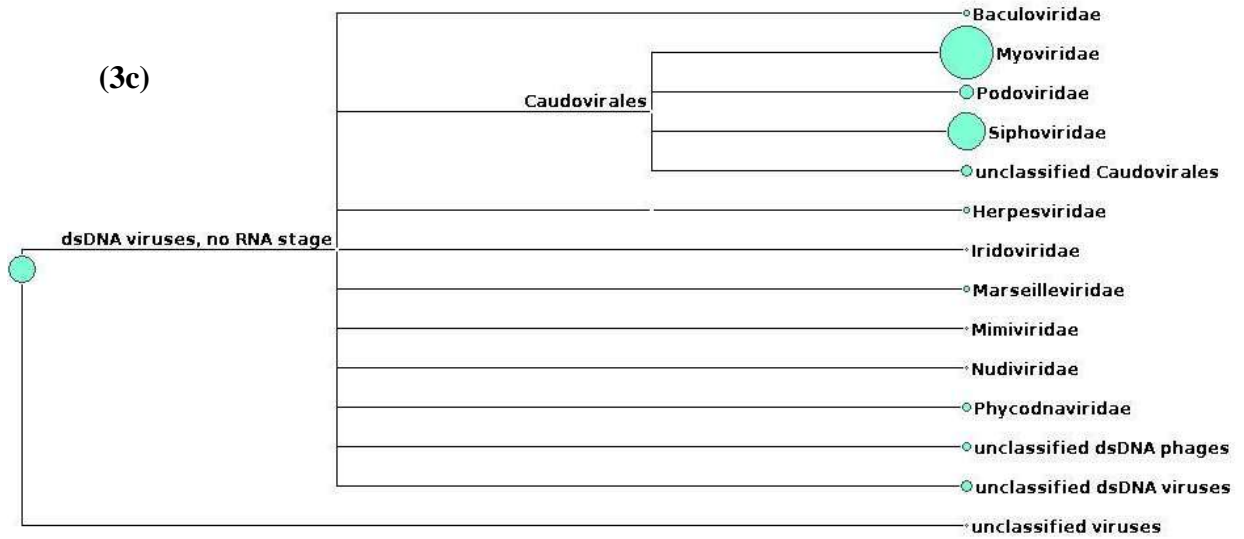 Baculoviridae
Myoviridae
(3c)
Podoviridae
Caudovirales
Siphoviridae
unclassified Caudovirales
Herpesviridae
dsDNA viruses, no RNA stage
Iridoviridae
Marseilleviridae
Mimiviridae
Nudiviridae
Phycodnaviridae
unclassified dsDNA phages
unclassified dsDNA viruses
unclassified viruses